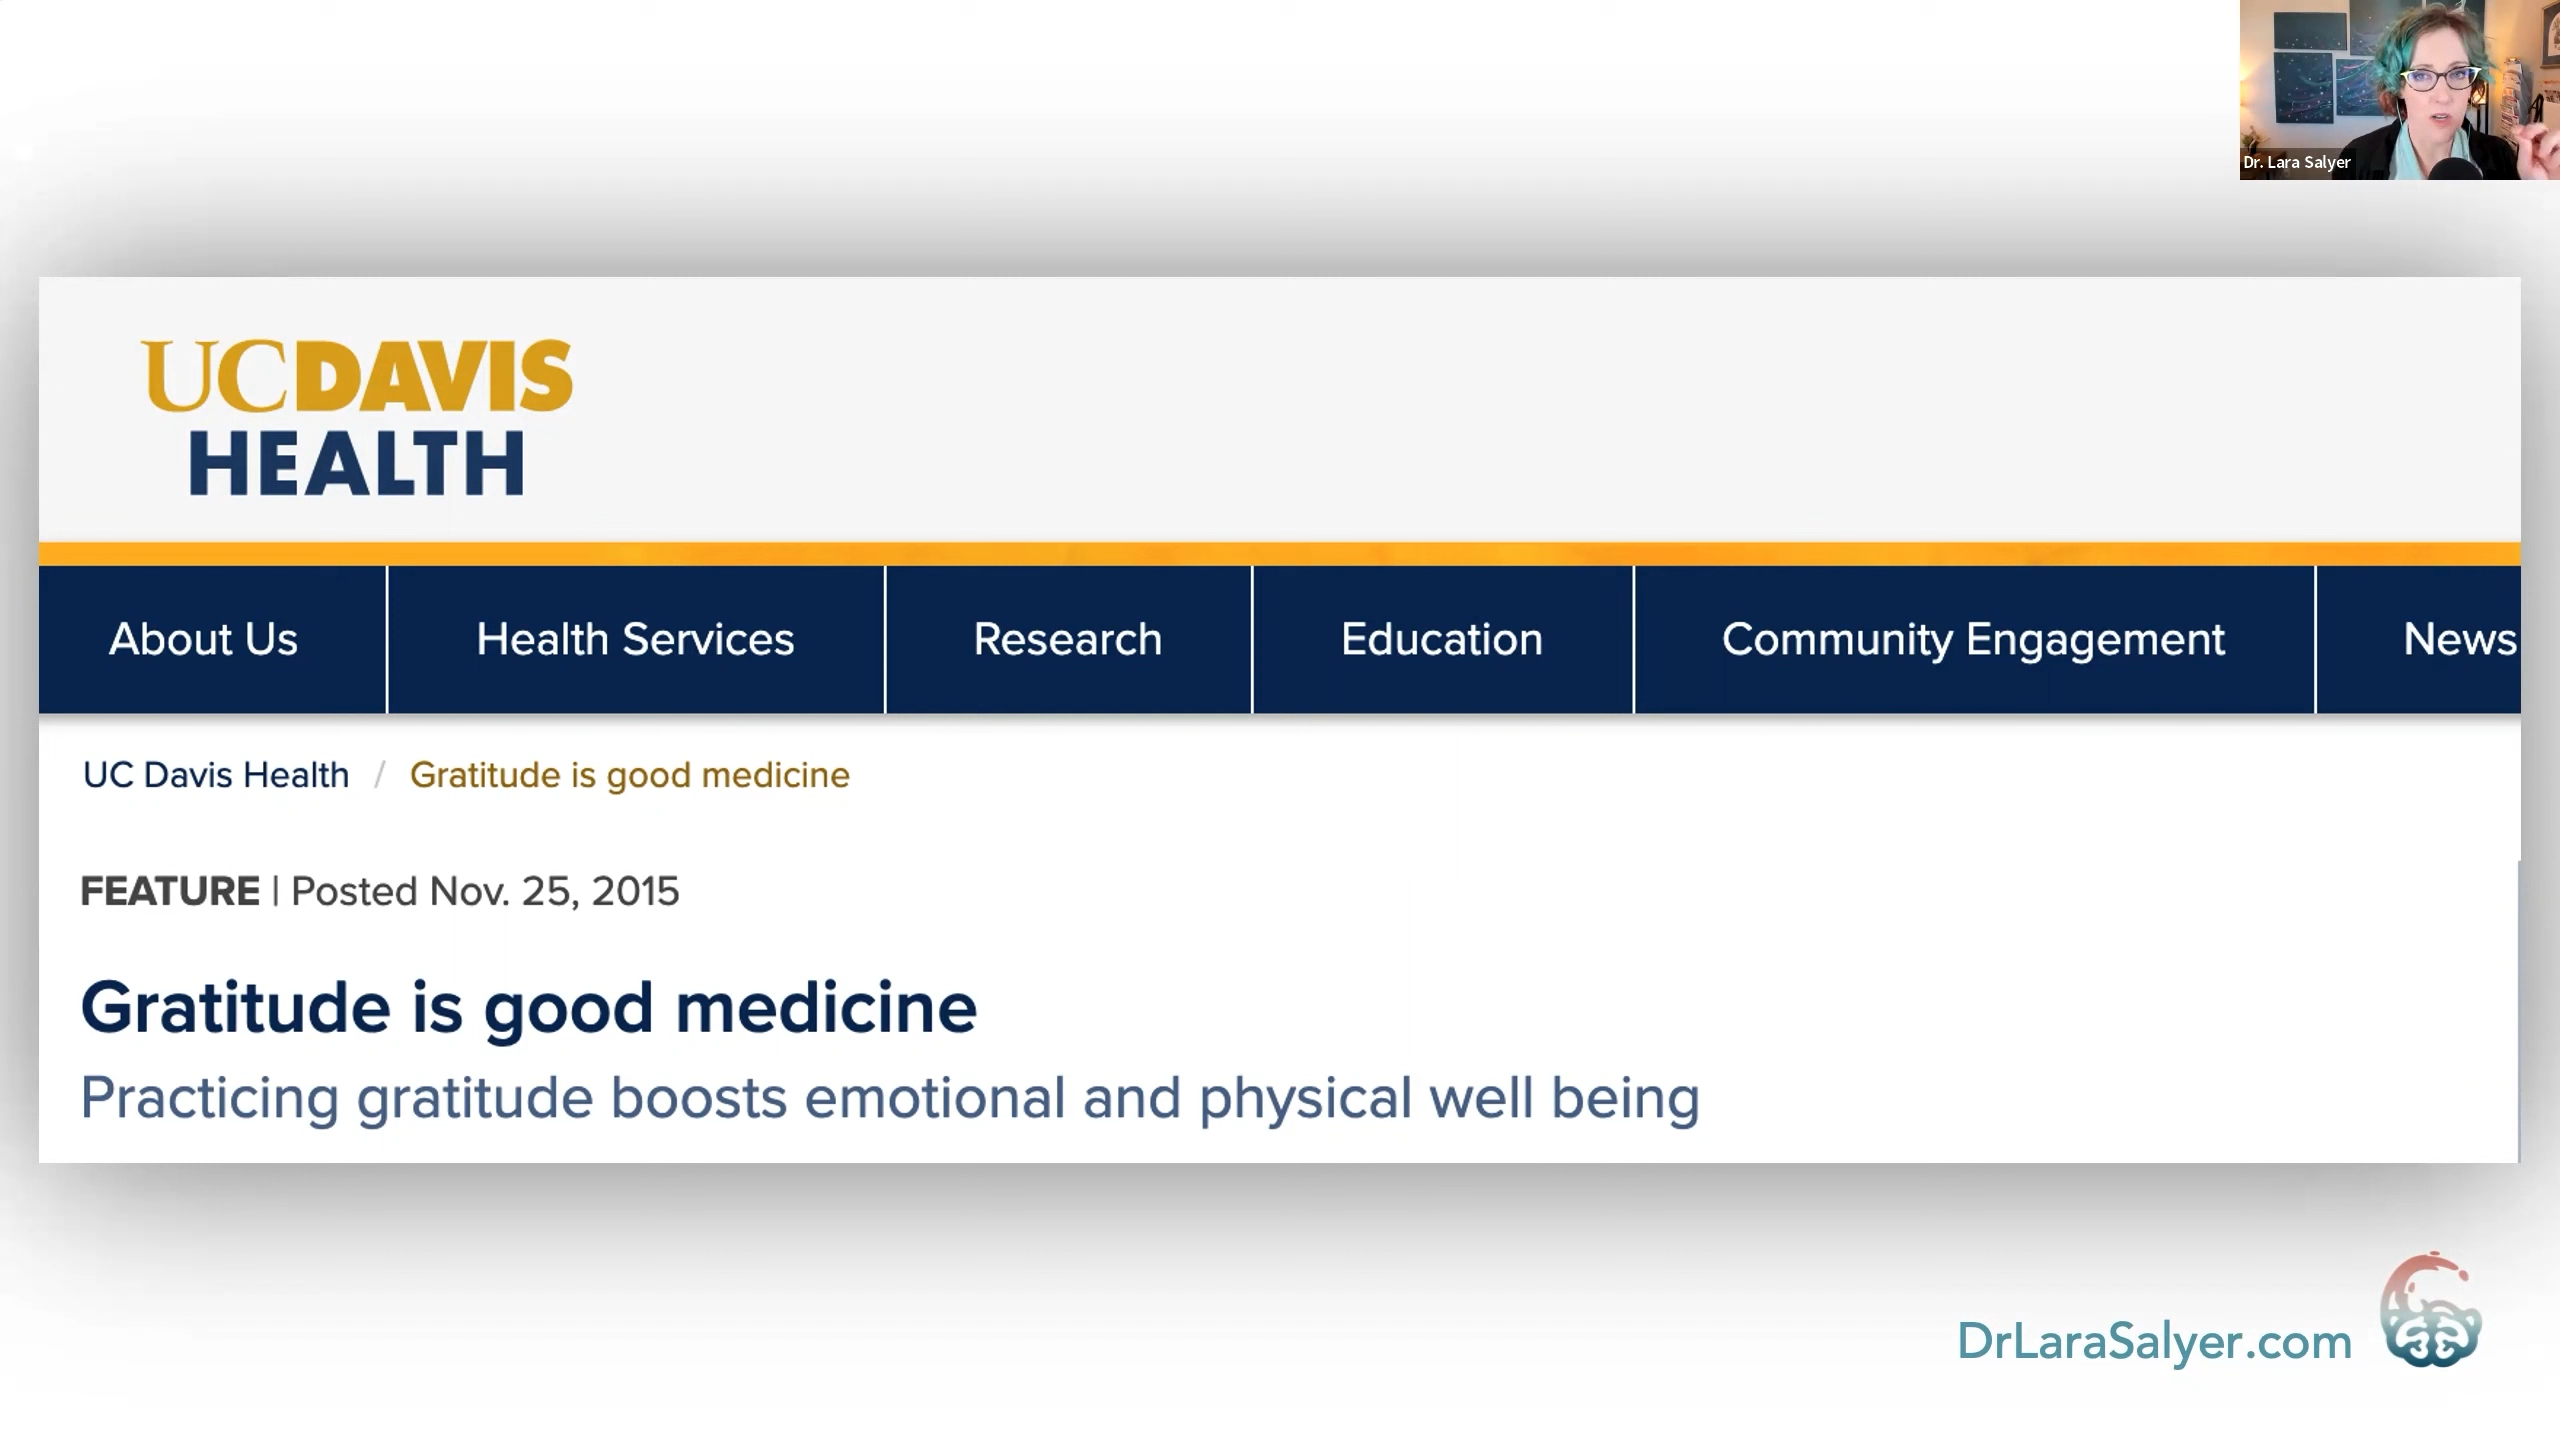 Dr. Lara Salyer
UCDAVIS
HEALTH
About Us
Health Services
Research
Education
Community Engagement
News
UC Davis Health / Gratitude is good medicine
FEATURE | Posted Nov. 25, 2015
Gratitude is good medicine
Practicing gratitude boosts emotional and physical well being
DrLaraSalyer.com